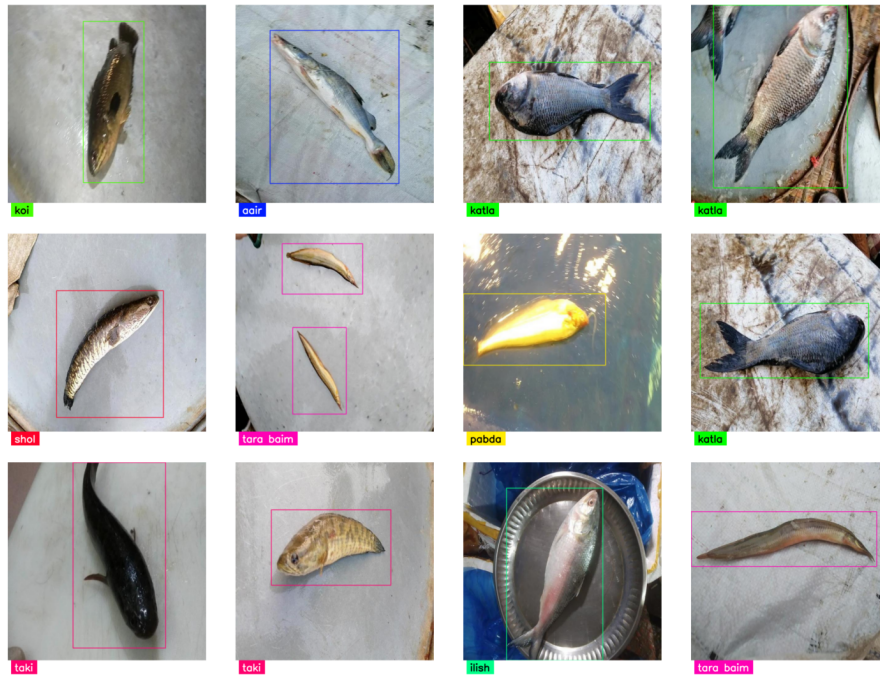 koi
aair
katla
katla
shol
tara baim
pabda
katla
taki
taki
ilish
tara baim